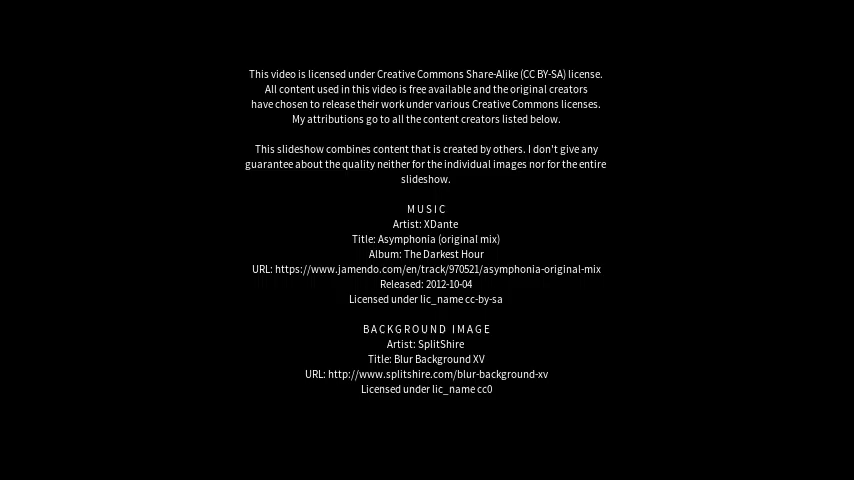 This video is licensed under Creative Commons Share-Alike (CC BY-SA) license.
All content used in this video is free available and the original creators
have chosen to release their work under various Creative Commons licenses.
My attributions go to all the content creators listed below.
This slideshow combines content that is created by others. I don't give any
guarantee about the quality neither for the individual images nor for the entire
slideshow.
M U S I C
Artist: XDante
Title: Asymphonia (original mix)
Album: The Darkest Hour
URL: https://www.jamendo.com/en/track/970521/asymphonia-original-mix
Released: 2012-10-04
Licensed under lic_name cc-by-sa
B A C K G R O U N D   I M A G E
Artist: SplitShire
Title: Blur Background XV
URL: http://www.splitshire.com/blur-background-xv
Licensed under lic_name cc0